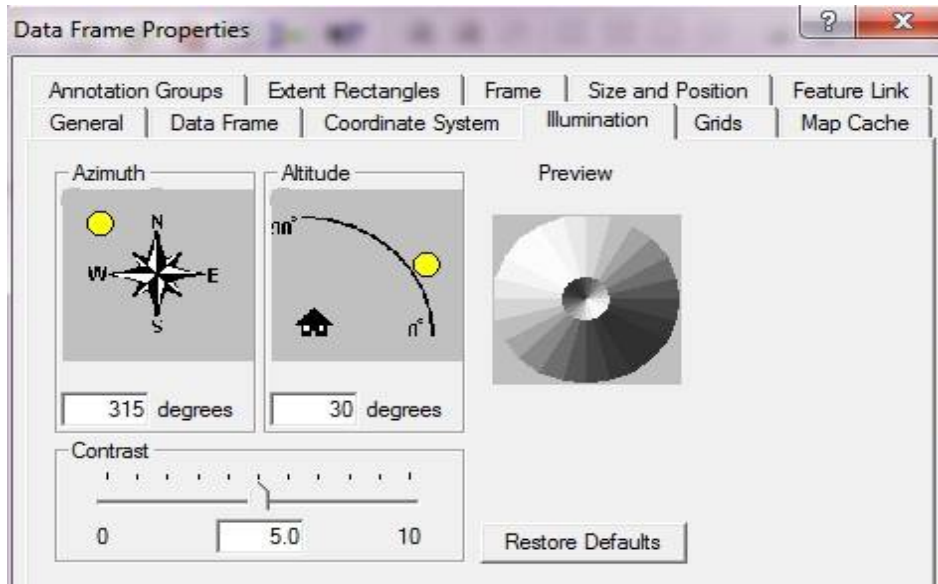 Data Frame Properties
?
X
Annotation Groups Extent Rectangles Frame Size and Position Feature Link
General Data Frame Coordinate System Illumination Grids Map Cache
Azimuth Altitude Preview
N
W E
S
0°
315 degrees 30 degrees
Contrast
0 5.0 10
Restore Defaults